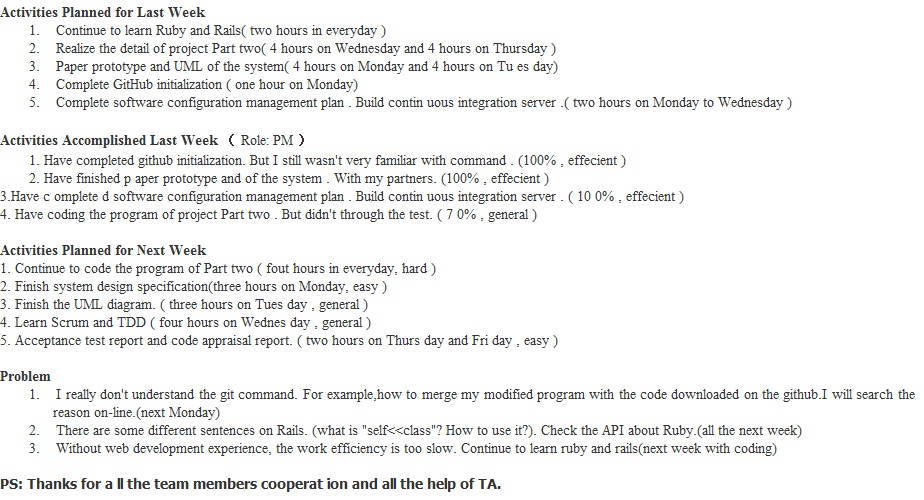 Activities Planned for Last Week
1. Continue to learn Ruby and Rails( two hours in everyday )
2. Realize the detail of project Part two( 4 hours on Wednesday and 4 hours on Thursday )
3. Paper prototype and UML of the system( 4 hours on Monday and 4 hours on Tu es day)
4. Complete GitHub initialization ( one hour on Monday)
5. Complete software configuration management plan . Build contin uous integration server .( two hours on Monday to Wednesday )
Activities Accomplished Last Week （ Role: PM ）
1. Have completed github initialization. But I still wasn't very familiar with command . (100% , effecient )
2. Have finished p aper prototype and of the system . With my partners. (100% , effecient )
3.Have c omplete d software configuration management plan . Build contin uous integration server . ( 10 0% , effecient )
4. Have coding the program of project Part two . But didn't through the test. ( 7 0% , general )
Activities Planned for Next Week
1. Continue to code the program of Part two ( fout hours in everyday, hard )
2. Finish system design specification(three hours on Monday, easy )
3. Finish the UML diagram. ( three hours on Tues day , general )
4. Learn Scrum and TDD ( four hours on Wednes day , general )
5. Acceptance test report and code appraisal report. ( two hours on Thurs day and Fri day , easy )
Problem
1. I really don't understand the git command. For example,how to merge my modified program with the code downloaded on the github.I will search the
reason on-line.(next Monday)
2. There are some different sentences on Rails. (what is "self<<class"? How to use it?). Check the API about Ruby.(all the next week)
3. Without web development experience, the work efficiency is too slow. Continue to learn ruby and rails(next week with coding)
PS: Thanks for a ll the team members cooperat ion and all the help of TA.